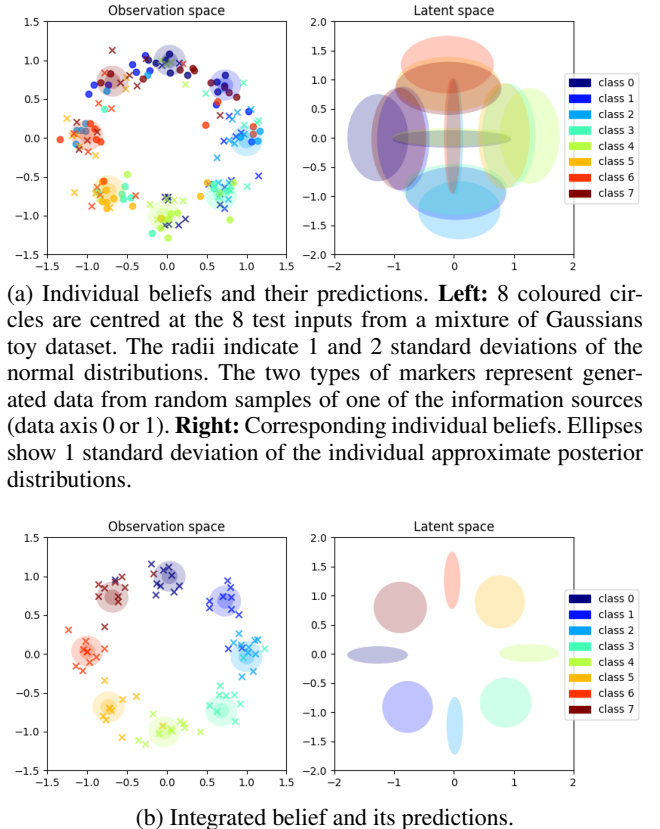 Observation space
Latent space
1.5
1.0
0.5
0.0
−0.5
−1.0
−1.5
−1.5
−1.0
−0.5
0.0
0.5
1.0
1.5
2.0
1.5
1.0
0.5
0.0
−0.5
−1.0
−1.5
−2.0
−2
−1
0
1
2
class 0
class 1
class 2
class 3
class 4
class 5
class 6
class 7
(a) Individual beliefs and their predictions. Left: 8 coloured cir-
cles are centred at the 8 test inputs from a mixture of Gaussians
toy dataset. The radii indicate 1 and 2 standard deviations of the
normal distributions. The two types of markers represent gener-
ated data from random samples of one of the information sources
(data axis 0 or 1). Right: Corresponding individual beliefs. Ellipses
show 1 standard deviation of the individual approximate posterior
distributions.
Observation space
Latent space
1.5
1.0
0.5
0.0
−0.5
−1.0
−1.5
−1.5
−1.0
−0.5
0.0
0.5
1.0
1.5
2.0
1.5
1.0
0.5
0.0
−0.5
−1.0
−1.5
−2.0
−2
−1
0
1
2
class 0
class 1
class 2
class 3
class 4
class 5
class 6
class 7
(b) Integrated belief and its predictions.